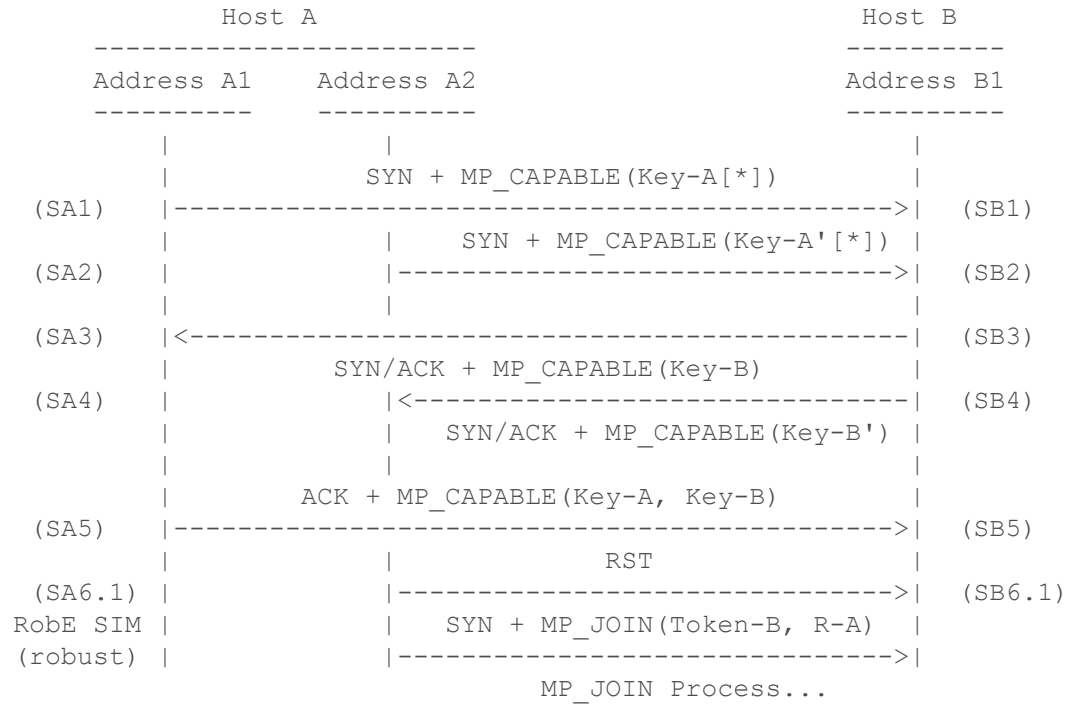 Host A Host B
------------------------ ----------
Address A1 Address A2 Address B1
---------- ---------- ----------
| | |
| SYN + MP_CAPABLE(Key-A[*]) |
(SA1) |--------------------------------------------->| (SB1)
| | SYN + MP_CAPABLE(Key-A'[*]) |
(SA2) | |------------------------------->| (SB2)
| | |
(SA3) |<---------------------------------------------| (SB3)
SYN/ACK + MP_CAPABLE(Key-B) |
(SA4) | |<-------------------------------| (SB4)
| | SYN/ACK + MP_CAPABLE(Key-B') |
| | |
| ACK + MP_CAPABLE(Key-A, Key-B) |
(SA5) |--------------------------------------------->| (SB5)
| | RST |
(SA6.1) | |------------------------------->| (SB6.1)
RobE SIM | | SYN + MP_JOIN(Token-B, R-A) |
(robust) | |------------------------------->|
MP_JOIN Process...